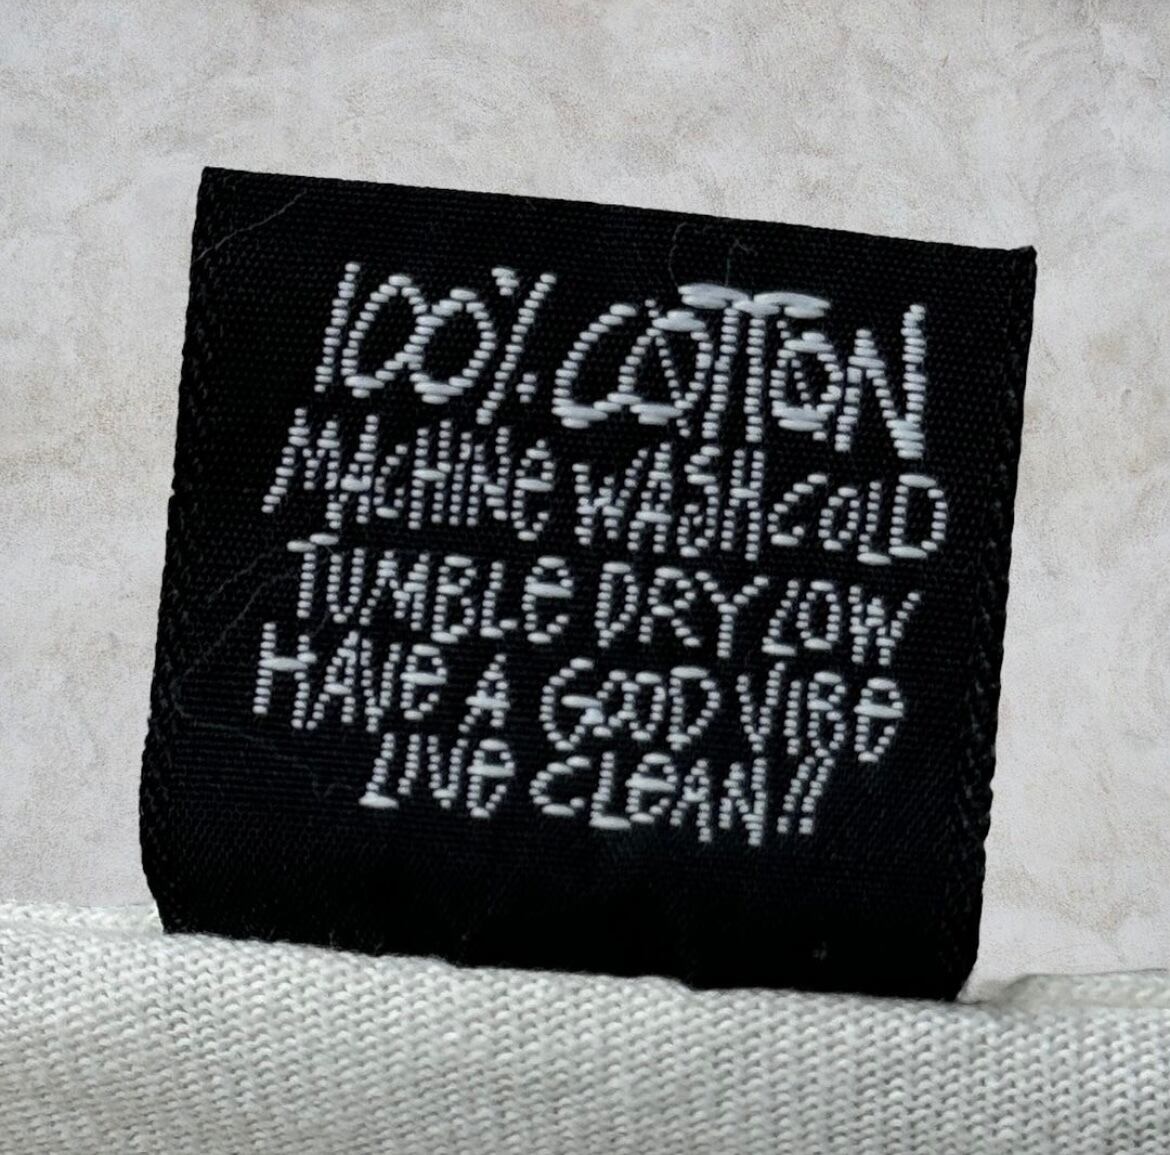 100% COTTON
MACHINE WASH COLD
TUMBLE DRY LOW
HAVE A GOOD VIBE
LIVE CLEAN!!